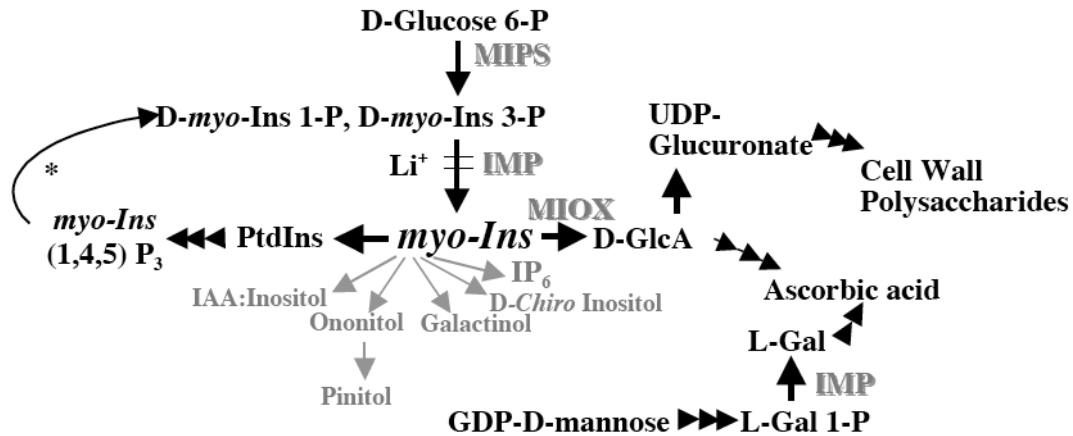 D-Glucose 6-P
MIPS
D-myo-Ins 1-P, D-myo-Ins 3-P
UDP-
Glucuronate
Li⁺
IMP
Cell Wall
Polysaccharides
*
MIOX
myo-Ins
(1,4,5) P₃
PtdIns
myo-Ins
D-GlcA
IP₆
IAA:Inositol
D-Chiro Inositol
Ononitol
Galactinol
Ascorbic acid
L-Gal
Pinitol
IMP
GDP-D-mannose
L-Gal 1-P